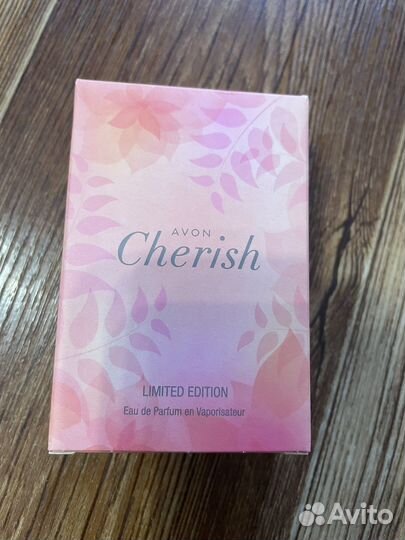 AVON
Cherish
LIMITED EDITION
Eau de Parfum en Vaporisateur
Avito